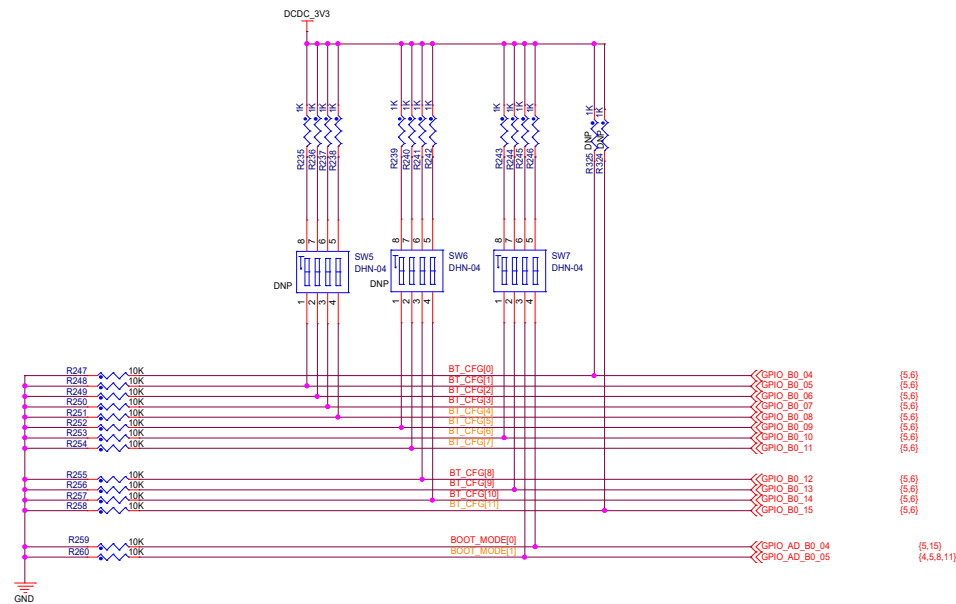 DCDC_3V3
1K 1K 1K 1K 1K 1K 1K 1K 1K 1K 1K 1K 1K 1K
DNP DNP
R235 R236 R237 R238 R239 R240 R241 R242 R243 R244 R245 R246 R325 R324
8 7 6 5 8 7 6 5 8 7 6 5
SW5 SW6 SW7
DHN-04 DHN-04 DHN-04
DNP DNP
1 2 3 4 1 2 3 4 1 2 3 4
R247 10K BT_CFG[0] GPIO_B0_04 {5,6}
R248 10K BT_CFG[1] GPIO_B0_05 {5,6}
R249 10K BT_CFG[2] GPIO_B0_06 {5,6}
R250 10K BT_CFG[3] GPIO_B0_07 {5,6}
R251 10K BT_CFG[4] GPIO_B0_08 {5,6}
R252 10K BT_CFG[5] GPIO_B0_09 {5,6}
R253 10K BT_CFG[6] GPIO_B0_10 {5,6}
R254 10K BT_CFG[7] GPIO_B0_11 {5,6}
R255 10K BT_CFG[8] GPIO_B0_12 {5,6}
R256 10K BT_CFG[9] GPIO_B0_13 {5,6}
R257 10K BT_CFG[10] GPIO_B0_14 {5,6}
R258 10K BT_CFG[11] GPIO_B0_15 {5,6}
R259 10K BOOT_MODE[0] GPIO_AD_B0_04 {5,15}
R260 10K BOOT_MODE[1] GPIO_AD_B0_05 {4,5,8,11}
GND